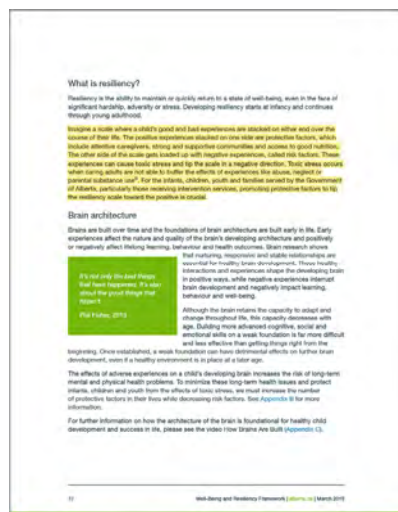 What is resiliency?
Resiliency is the ability to maintain or quickly return to a state of well-being, even in the face of
significant hardship, adversity or stress. Developing resiliency starts at infancy and continues
through young adulthood.
Imagine a scale where a child's good and bad experiences are stacked on either end over the
course of their life. The positive experiences stacked on one side are protective factors, which
include attentive caregivers, strong and supportive communities and access to good nutrition.
The other side of the scale gets loaded up with negative experiences, called risk factors. These
experiences can cause toxic stress and tip the scale in a negative direction. Toxic stress occurs
when caring adults are not able to buffer the effects of experiences like abuse, neglect or
parental substance use. For the infants, children, youth and families served by the Government
of Alberta, particularly those receiving intervention services, promoting protective factors to tip
the resiliency scale toward the positive is crucial.
Brain architecture
Brains are built over time and the foundations of brain architecture are built early in life. Early
experiences affect the nature and quality of the brain's developing architecture and positively
or negatively affect lifelong learning, behaviour and health outcomes. Brain research shows
that nurturing, responsive and stable relationships are
essential for healthy brain development. These healthy
interactions and experiences shape the developing brain
in positive ways, while negative experiences interrupt
brain development and negatively impact learning,
behaviour and well-being.
It's not only the bad things
that have happened. It's also
about the good things that
haven't.
Phil Fisher, 2013
Although the brain retains the capacity to adapt and
change throughout life, this capacity decreases with
age. Building more advanced cognitive, social and
emotional skills on a weak foundation is far more difficult
and less effective than getting things right from the
beginning. Once established, a weak foundation can have detrimental effects on further brain
development, even if a healthy environment is in place at a later age.
The effects of adverse experiences on a child's developing brain increases the risk of long-term
mental and physical health problems. To minimize these long-term health issues and protect
infants, children and youth from the effects of toxic stress, we must increase the number
of protective factors in their lives while decreasing risk factors. See Appendix B for more
information.
For further information on how the architecture of the brain is foundational for healthy child
development and success in life, please see the video How Brains Are Built (Appendix C).
Well-Being and Resiliency Framework | alberta.ca | March 2019